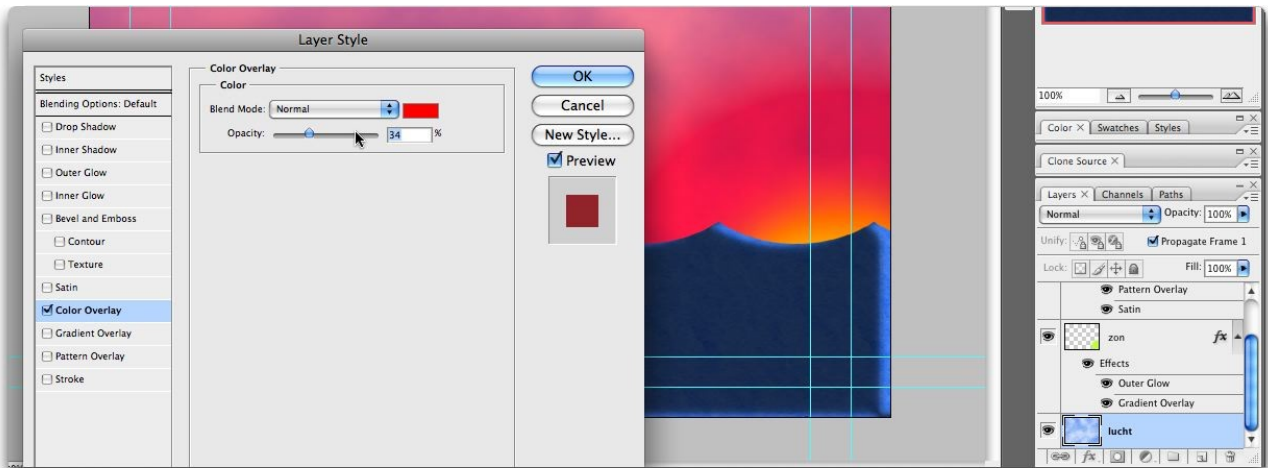 Layer Style
Styles
Blending Options: Default
Drop Shadow
Inner Shadow
Outer Glow
Inner Glow
Bevel and Emboss
Contour
Texture
Satin
Color Overlay
Gradient Overlay
Pattern Overlay
Stroke
Color Overlay
Color
Blend Mode: Normal
Opacity: 34 %
OK
Cancel
New Style...
Preview
100%
Color × Swatches Styles
Clone Source ×
Layers × Channels Paths
Normal Opacity: 100%
Unify: Propagate Frame 1
Lock: Fill: 100%
Pattern Overlay
Satin
zon fx
Effects
Outer Glow
Gradient Overlay
lucht
fx.